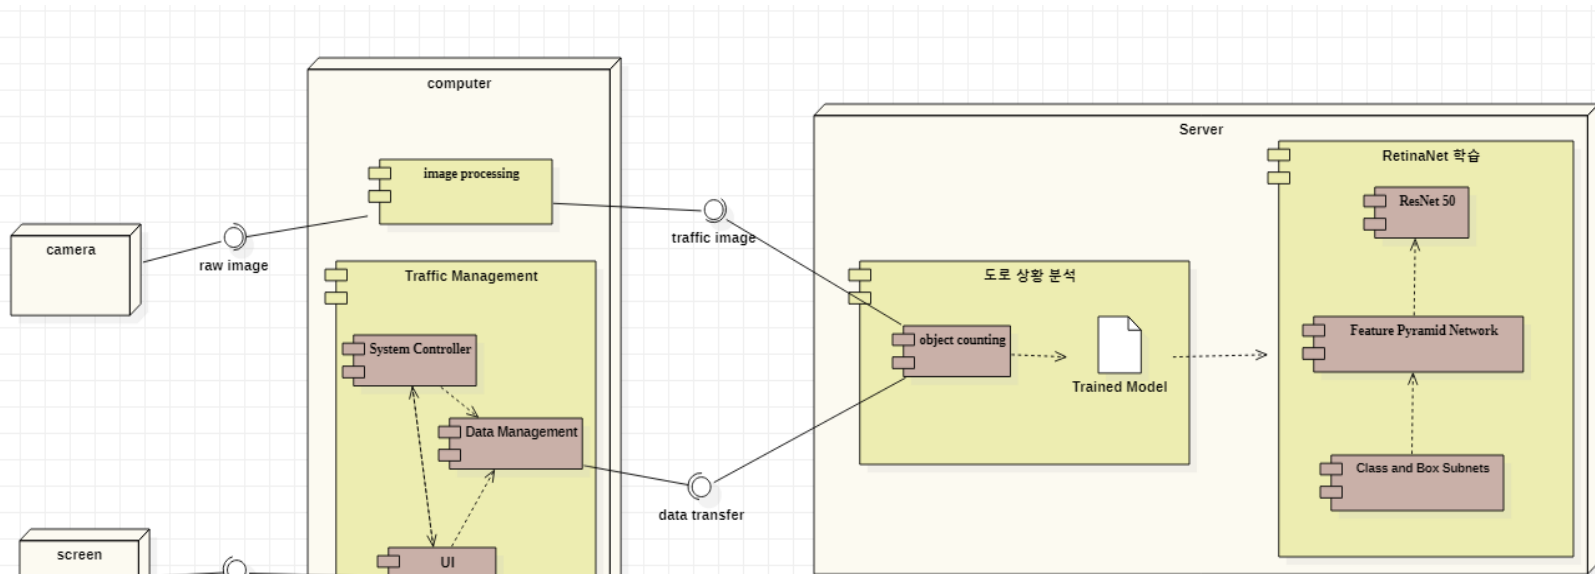 computer
Server
image processing
RetinaNet 학습
ResNet 50
camera
raw image
traffic image
Traffic Management
도로 상황 분석
System Controller
object counting
Trained Model
Feature Pyramid Network
Data Management
data transfer
Class and Box Subnets
screen
UI